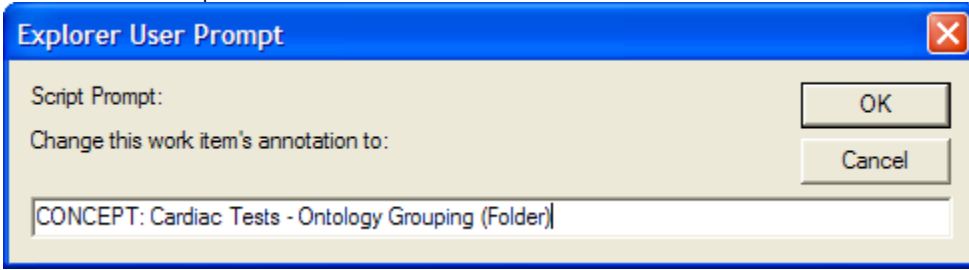 Explorer User Prompt
Script Prompt:
OK
Change this work item's annotation to:
Cancel
CONCEPT: Cardiac Tests - Ontology Grouping (Folder)